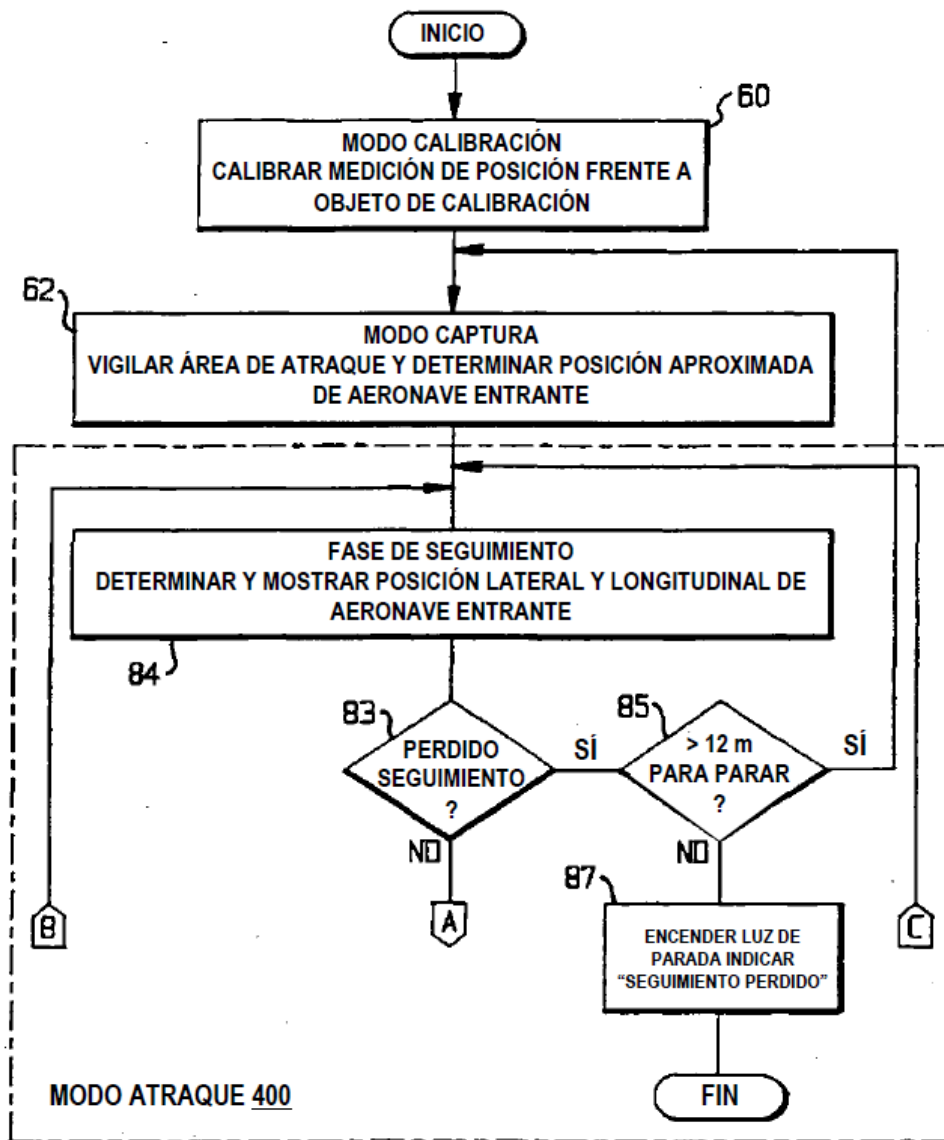 INICIO
60
MODO CALIBRACIÓN
CALIBRAR MEDICIÓN DE POSICIÓN FRENTE A
OBJETO DE CALIBRACIÓN
62
MODO CAPTURA
VIGILAR ÁREA DE ATRAQUE Y DETERMINAR POSICIÓN APROXIMADA
DE AERONAVE ENTRANTE
FASE DE SEGUIMIENTO
DETERMINAR Y MOSTRAR POSICIÓN LATERAL Y LONGITUDINAL DE
AERONAVE ENTRANTE
84
83
PERDIDO
SEGUIMIENTO
?
SÍ
NO
85
> 12 m
PARA PARAR
?
SÍ
NO
B
A
C
87
ENCENDER LUZ DE
PARADA INDICAR
“SEGUIMIENTO PERDIDO”
FIN
MODO ATRAQUE 400